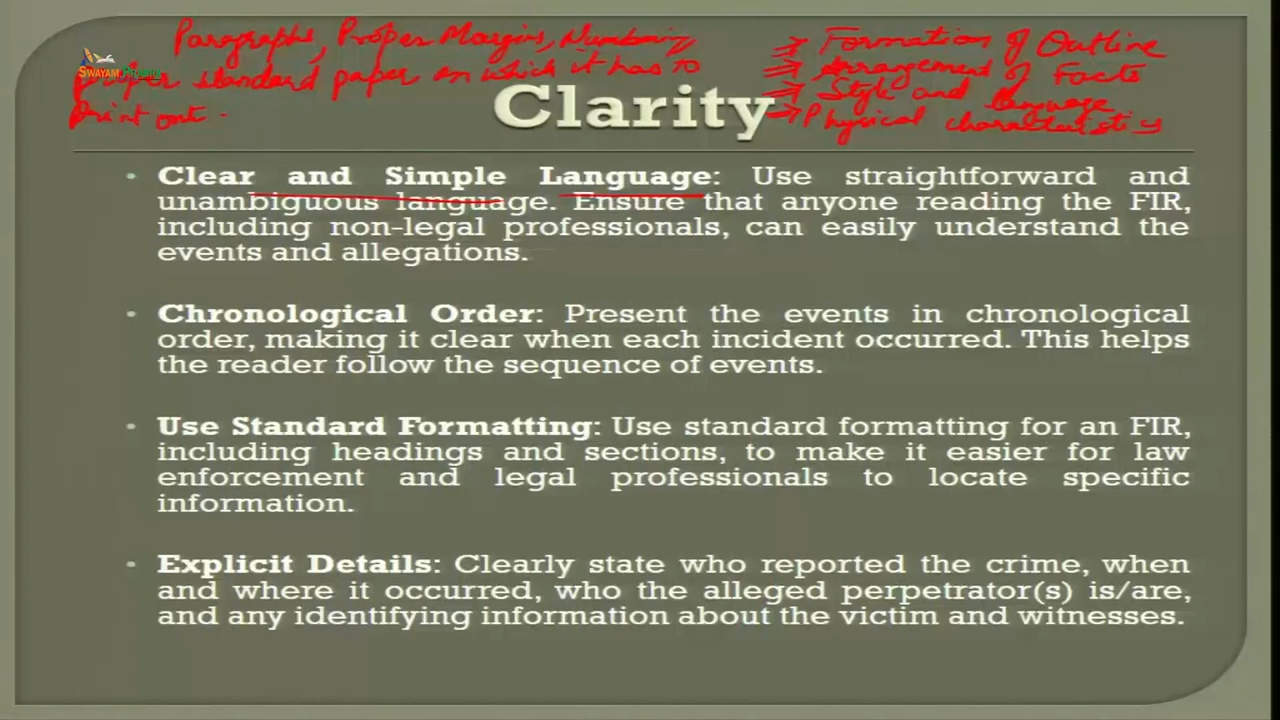 Paragraphs, Proper Margins, Numbering
proper standard paper on which it has to
print out.
⇒ Formation of Outline
⇒ Arragement of Facts
⇒ Style and language
⇒ Physical characteristics
SWAYAM
Clarity
• Clear and Simple Language: Use straightforward and
unambiguous language. Ensure that anyone reading the FIR,
including non-legal professionals, can easily understand the
events and allegations.
• Chronological Order: Present the events in chronological
order, making it clear when each incident occurred. This helps
the reader follow the sequence of events.
• Use Standard Formatting: Use standard formatting for an FIR,
including headings and sections, to make it easier for law
enforcement and legal professionals to locate specific
information.
• Explicit Details: Clearly state who reported the crime, when
and where it occurred, who the alleged perpetrator(s) is/are,
and any identifying information about the victim and witnesses.